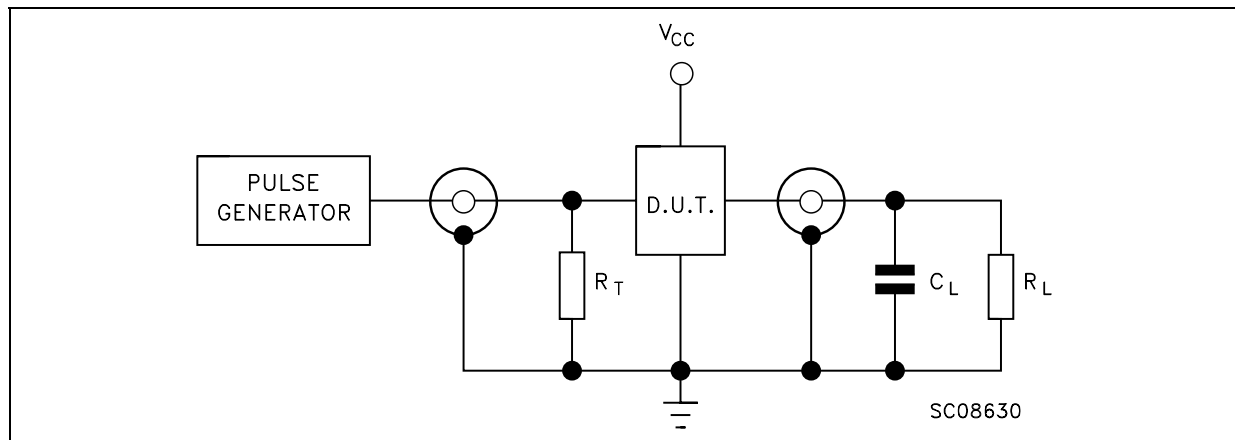 VCC
PULSE
GENERATOR
D.U.T.
RT
CL
RL
SC08630